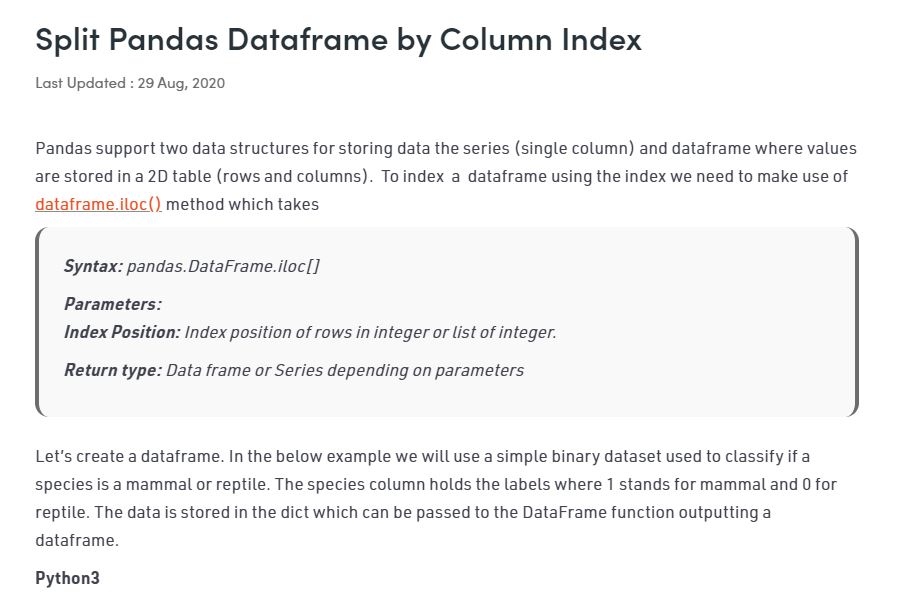 Split Pandas Dataframe by Column Index
Last Updated : 29 Aug, 2020
Pandas support two data structures for storing data the series (single column) and dataframe where values
are stored in a 2D table (rows and columns).  To index  a  dataframe using the index we need to make use of
dataframe.iloc() method which takes
Syntax: pandas.DataFrame.iloc[]
Parameters:
Index Position: Index position of rows in integer or list of integer.
Return type: Data frame or Series depending on parameters
Let’s create a dataframe. In the below example we will use a simple binary dataset used to classify if a
species is a mammal or reptile. The species column holds the labels where 1 stands for mammal and 0 for
reptile. The data is stored in the dict which can be passed to the DataFrame function outputting a
dataframe.
Python3